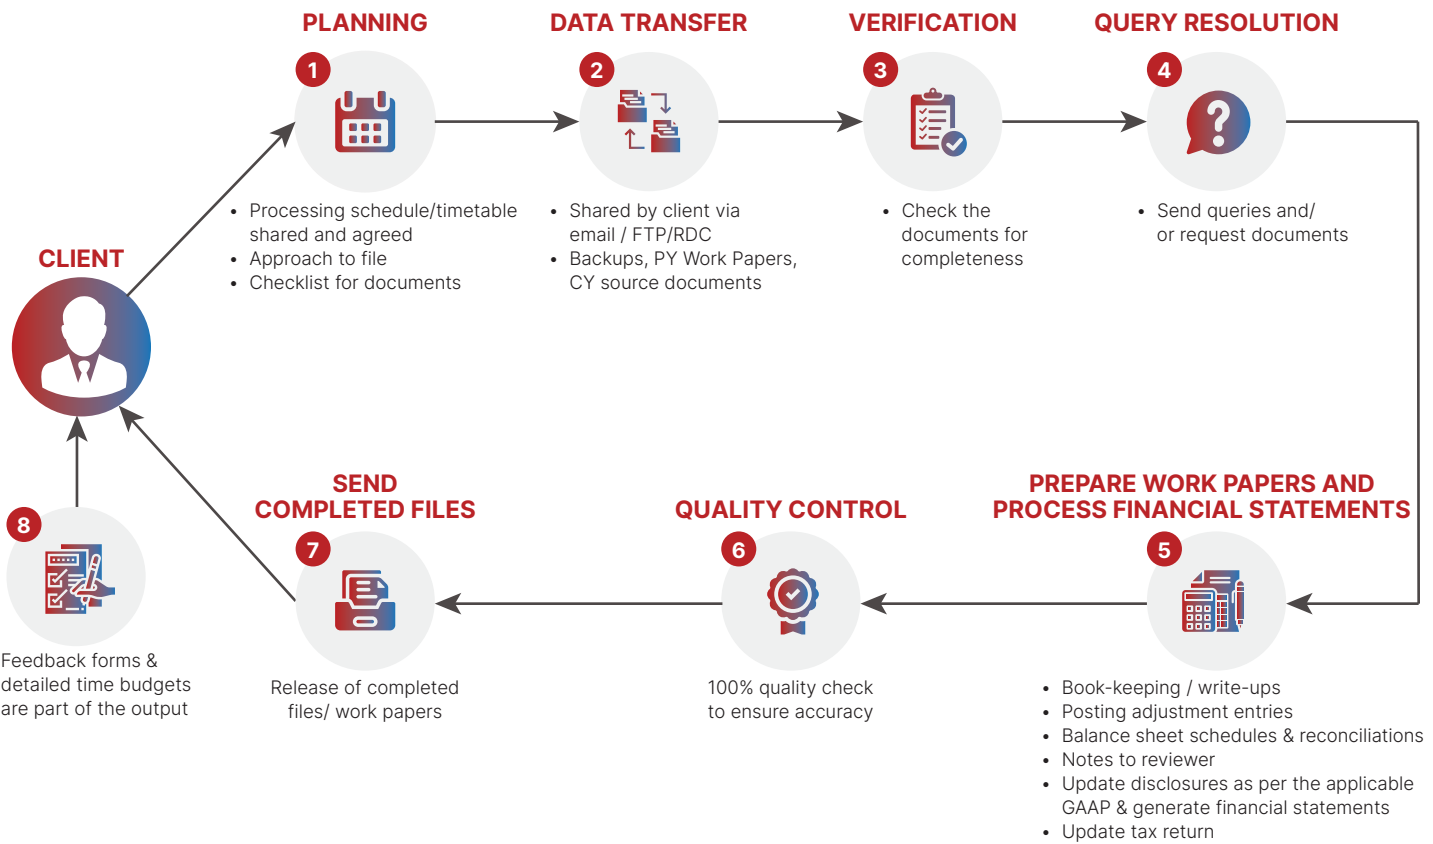 PLANNING
1
• Processing schedule/timetable
shared and agreed
• Approach to file
• Checklist for documents
DATA TRANSFER
2
• Shared by client via
email / FTP/RDC
• Backups, PY Work Papers,
CY source documents
VERIFICATION
3
• Check the
documents for
completeness
QUERY RESOLUTION
4
?
• Send queries and/
or request documents
CLIENT
PREPARE WORK PAPERS AND
PROCESS FINANCIAL STATEMENTS
5
• Book-keeping / write-ups
• Posting adjustment entries
• Balance sheet schedules & reconciliations
• Notes to reviewer
• Update disclosures as per the applicable
GAAP & generate financial statements
• Update tax return
QUALITY CONTROL
6
100% quality check
to ensure accuracy
SEND
COMPLETED FILES
7
Release of completed
files/ work papers
8
Feedback forms &
detailed time budgets
are part of the output